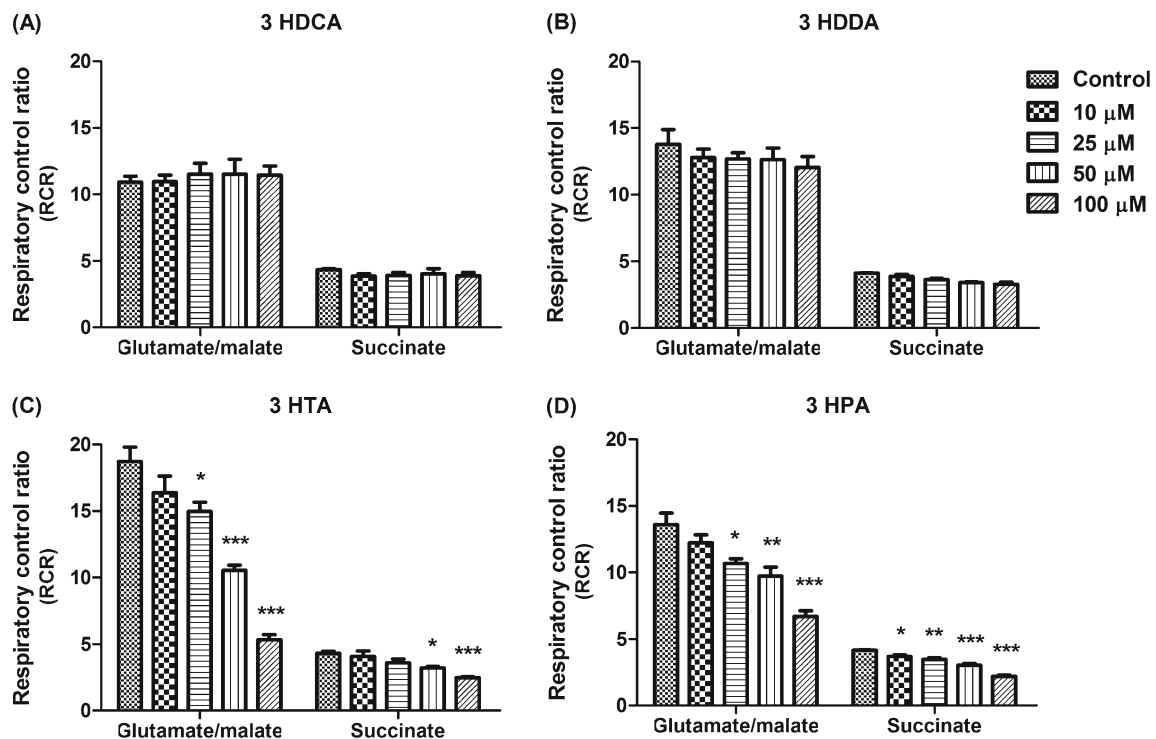 (A) 3 HDCA
Respiratory control ratio
(RCR)
20
15
10
5
0
Glutamate/malate Succinate
(B) 3 HDDA
Respiratory control ratio
(RCR)
20
15
10
5
0
Glutamate/malate Succinate
Control
10 μM
25 μM
50 μM
100 μM
(C) 3 HTA
Respiratory control ratio
(RCR)
20
15
10
5
0
* *** *** * ***
Glutamate/malate Succinate
(D) 3 HPA
Respiratory control ratio
(RCR)
20
15
10
5
0
* ** *** * ** *** ***
Glutamate/malate Succinate